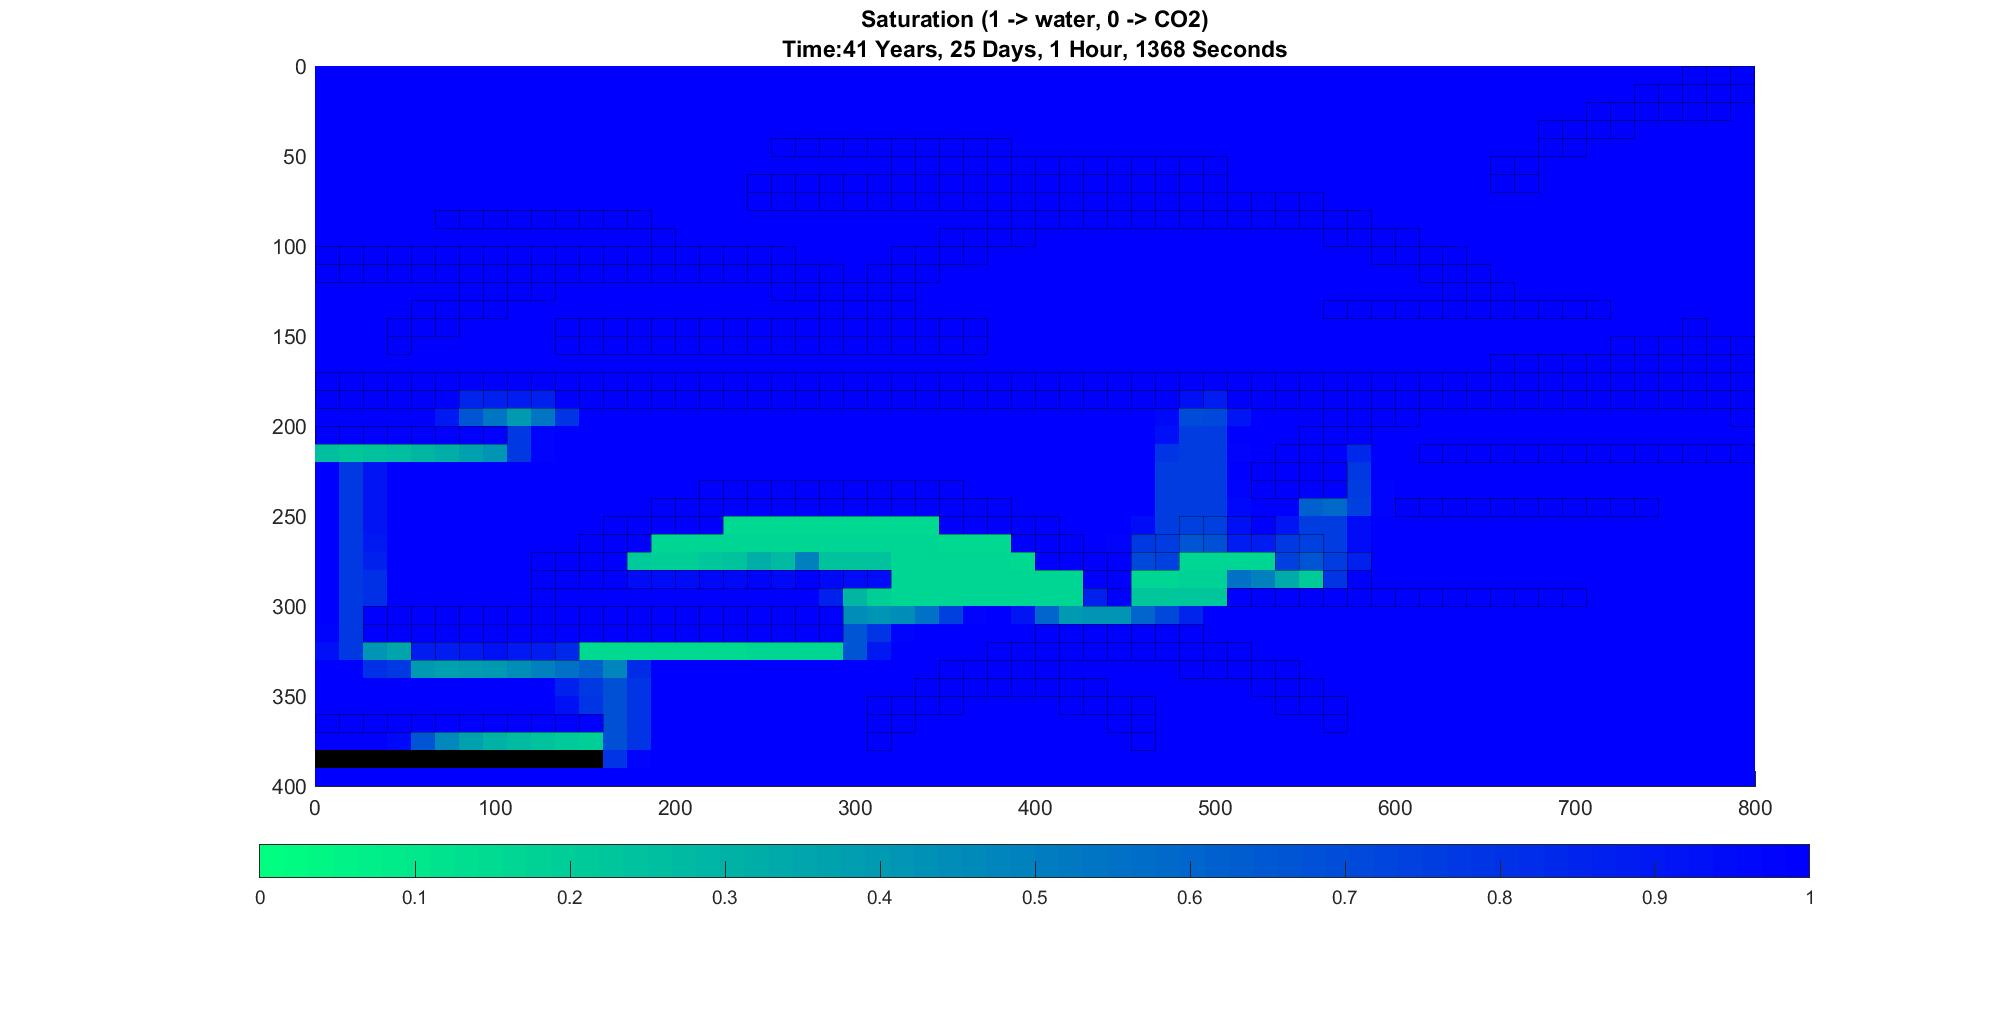 Saturation (1 -> water, 0 -> CO2)
Time:41 Years, 25 Days, 1 Hour, 1368 Seconds
0
50
100
150
200
250
300
350
400
0 100 200 300 400 500 600 700 800
0 0.1 0.2 0.3 0.4 0.5 0.6 0.7 0.8 0.9 1